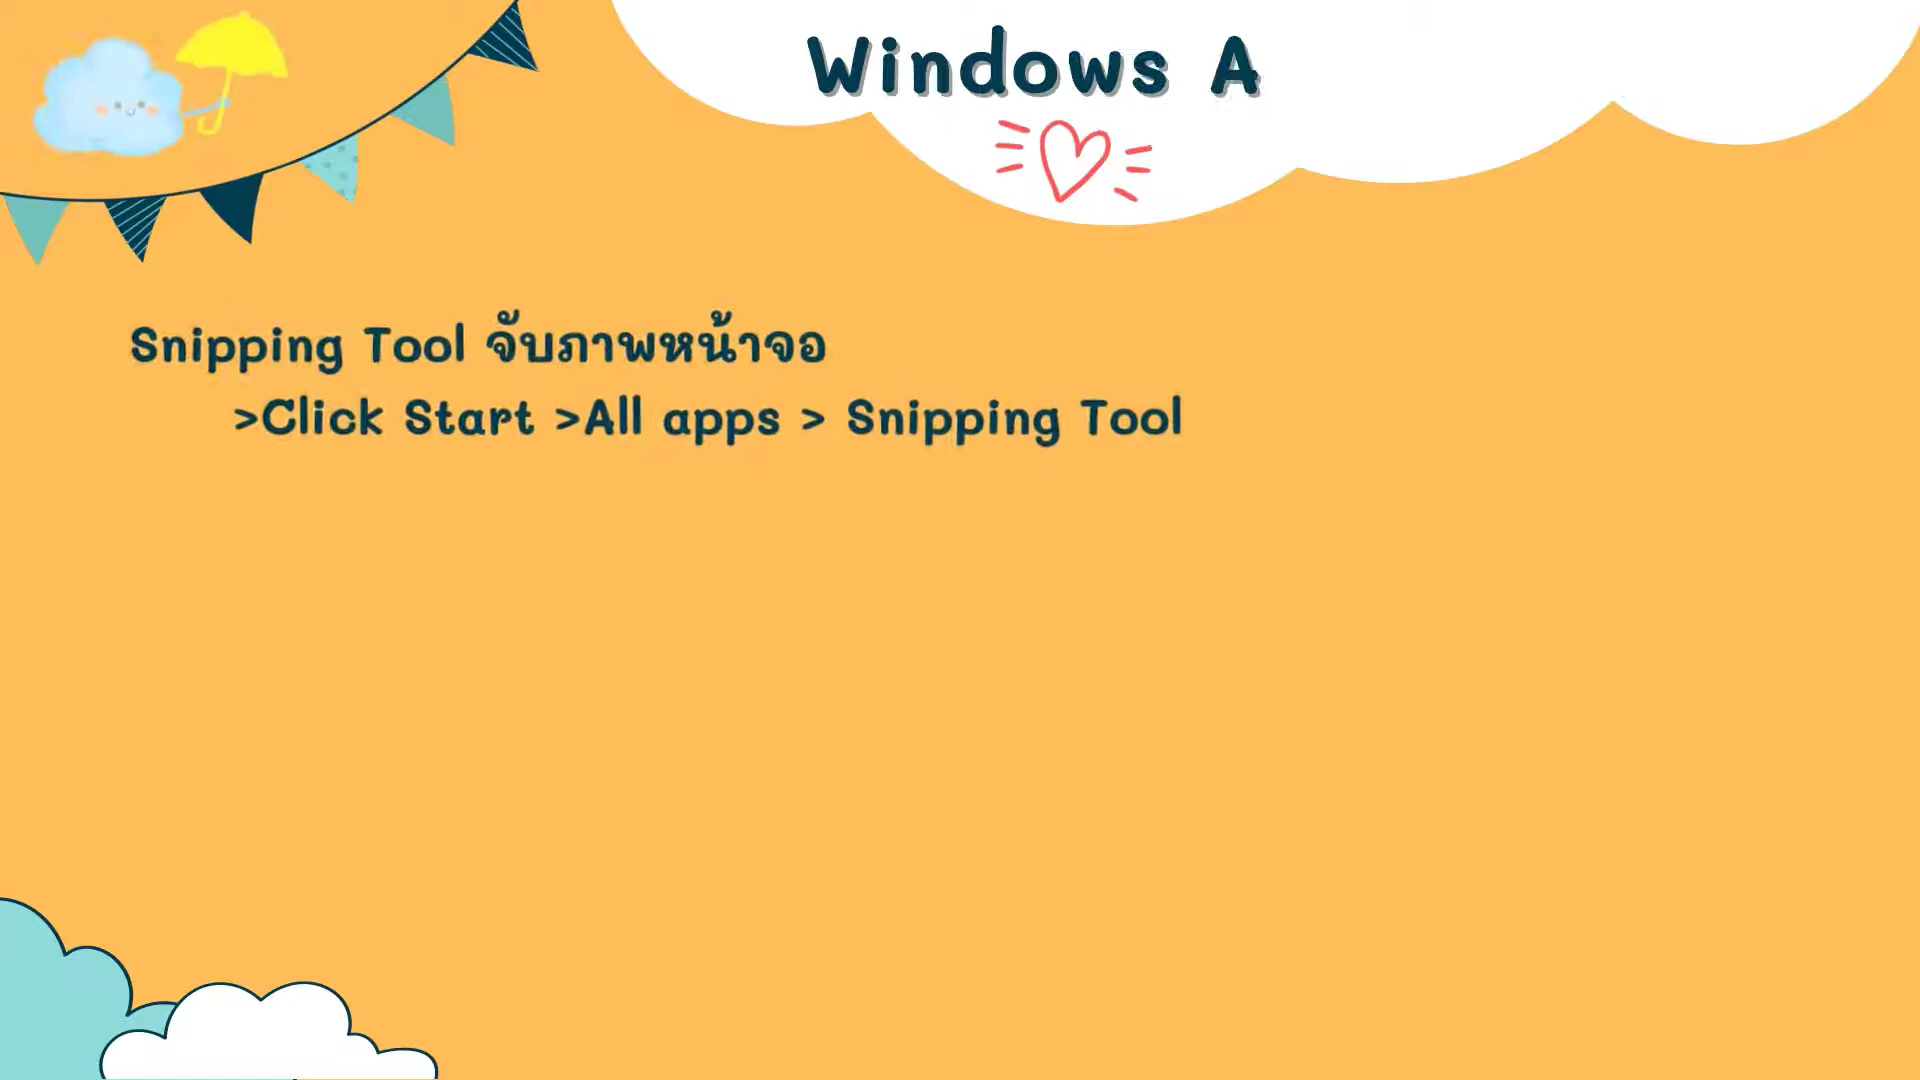 Windows A
Snipping Tool จับภาพหน้าจอ
>Click Start >All apps > Snipping Tool